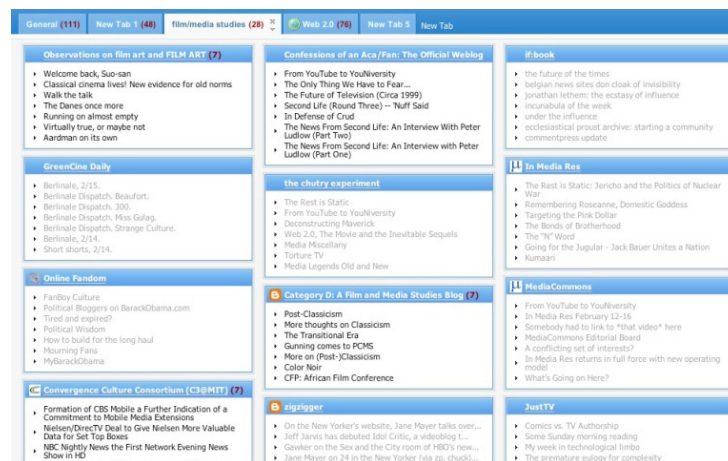 General (111)
New Tab 1 (48)
film/media studies (28)
Web 2.0 (76)
New Tab 5
New Tab
Observations on film art and FILM ART (7)
Welcome back, Suo-san
Classical cinema lives! New evidence for old norms
Walk the talk
The Danes once more
Running on almost empty
Virtually true, or maybe not
Aardman on its own
GreenCine Daily
Berlinale, 2/15.
Berlinale Dispatch. Beaufort.
Berlinale Dispatch. 300.
Berlinale Dispatch. Miss Gulag.
Berlinale Dispatch. Strange Culture.
Berlinale, 2/14.
Short shorts, 2/14.
Online Fandom
FanBoy Culture
Political Bloggers on BarackObama.com
Tired and expired?
Political Wisdom
How to build for the long haul
Mourning Fans
MyBarackObama
Convergence Culture Consortium (C3@MIT) (7)
Formation of CBS Mobile a Further Indication of a
Commitment to Mobile Media Extensions
Nielsen/DirecTV Deal to Give Nielsen More Valuable
Data for Set Top Boxes
NBC Nightly News the First Network Evening News
Show in HD
Confessions of an Aca/Fan: The Official Weblog
From YouTube to YouNiversity
The Only Thing We Have to Fear...
The Future of Television (Circa 1999)
Second Life (Round Three) -- 'Nuff Said
In Defense of Crud
The News From Second Life: An Interview With Peter
Ludlow (Part Two)
The News From Second Life: An Interview with Peter
Ludlow (Part One)
the chutry experiment
The Rest is Static
From YouTube to YouNiversity
Deconstructing Maverick
Web 2.0, The Movie and the Inevitable Sequels
Media Miscellany
Torture TV
Media Legends Old and New
Category D: A Film and Media Studies Blog (7)
Post-Classicism
More thoughts on Classicism
The Transitional Era
Gunning comes to PCMS
More on (Post-)Classicism
Color Noir
CFP: African Film Conference
zigzigger
On the New Yorker's website, Jane Mayer talks over...
Jeff Jarvis has debuted Idol Critic, a videoblog t...
Gawker on the Sex and the City room of HBO's new...
Jane Mayer on 24 in the New Yorker (via zp, chuck)...
if:book
the future of the times
belgian news sites don cloak of invisibility
jonathan lethem: the ecstasy of influence
incunabula of the week
under the influence
ecclesiastical proust archive: starting a community
commentpress update
In Media Res
The Rest is Static: Jericho and the Politics of Nuclear
War
Remembering Roseanne, Domestic Goddess
Targeting the Pink Dollar
The Bonds of Brotherhood
The "N" Word
Going for the Jugular - Jack Bauer Unites a Nation
Kumaari
MediaCommons
From YouTube to YouNiversity
In Media Res February 12-16
Somebody had to link to *that video* here
MediaCommons Editorial Board
A conflicting set of interests?
In Media Res returns in full force with new operating
model
What's Going on Here?
JustTV
Comics vs. TV Authorship
Some Sunday morning reading
My week in technological limbo
The premature eulogy for complexity